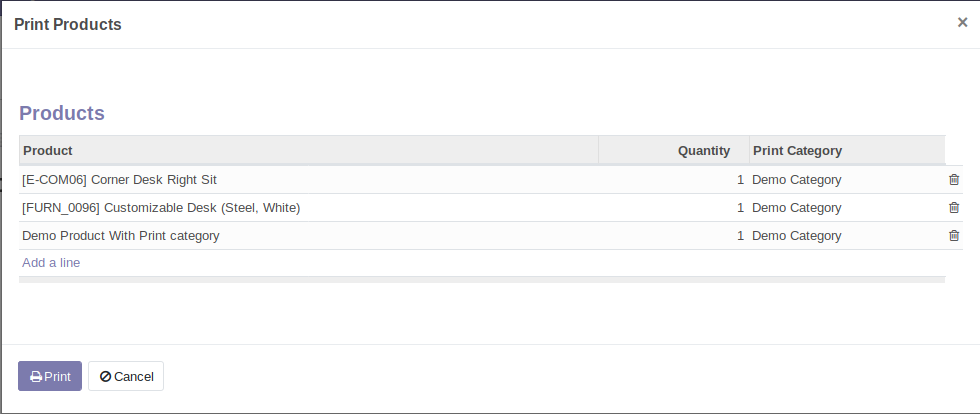 Print Products ×
Products
Product Quantity Print Category
[E-COM06] Corner Desk Right Sit 1 Demo Category
[FURN_0096] Customizable Desk (Steel, White) 1 Demo Category
Demo Product With Print category 1 Demo Category
Add a line
Print Cancel